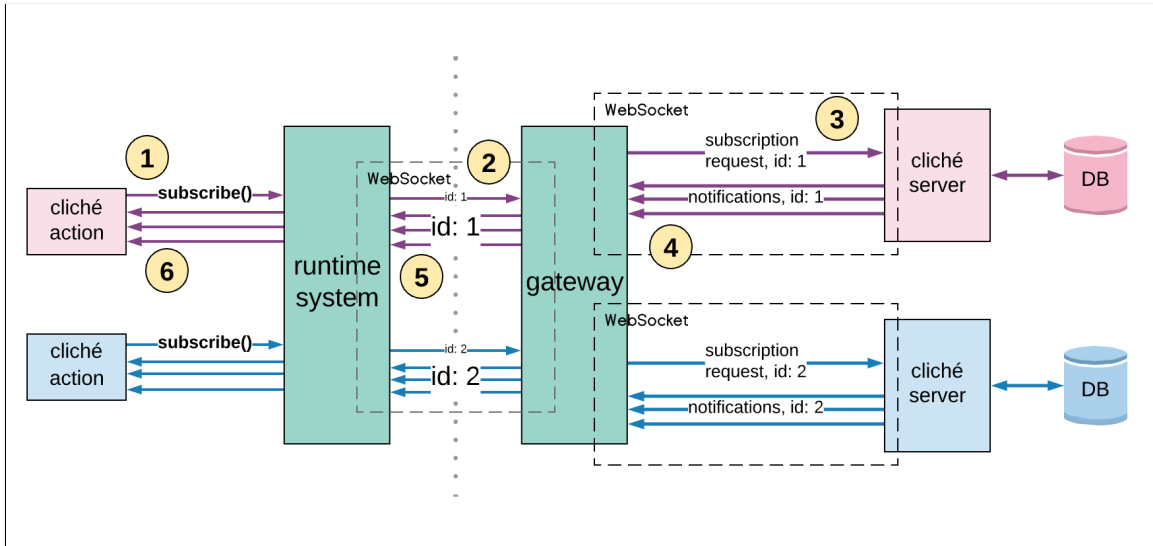 1
cliché
action
subscribe()
6
runtime
system
WebSocket
2
id: 1
id: 1
5
gateway
WebSocket
3
subscription
request, id: 1
notifications, id: 1
4
cliché
server
DB
cliché
action
subscribe()
id: 2
id: 2
WebSocket
subscription
request, id: 2
notifications, id: 2
cliché
server
DB